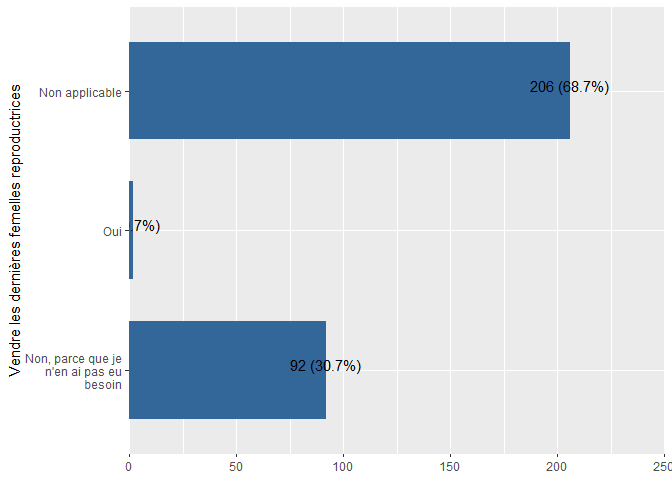 Vendre les dernières femelles reproductrices
Non applicable
206 (68.7%)
Oui
7%)
Non, parce que je
n'en ai pas eu
besoin
92 (30.7%)
0
50
100
150
200
250